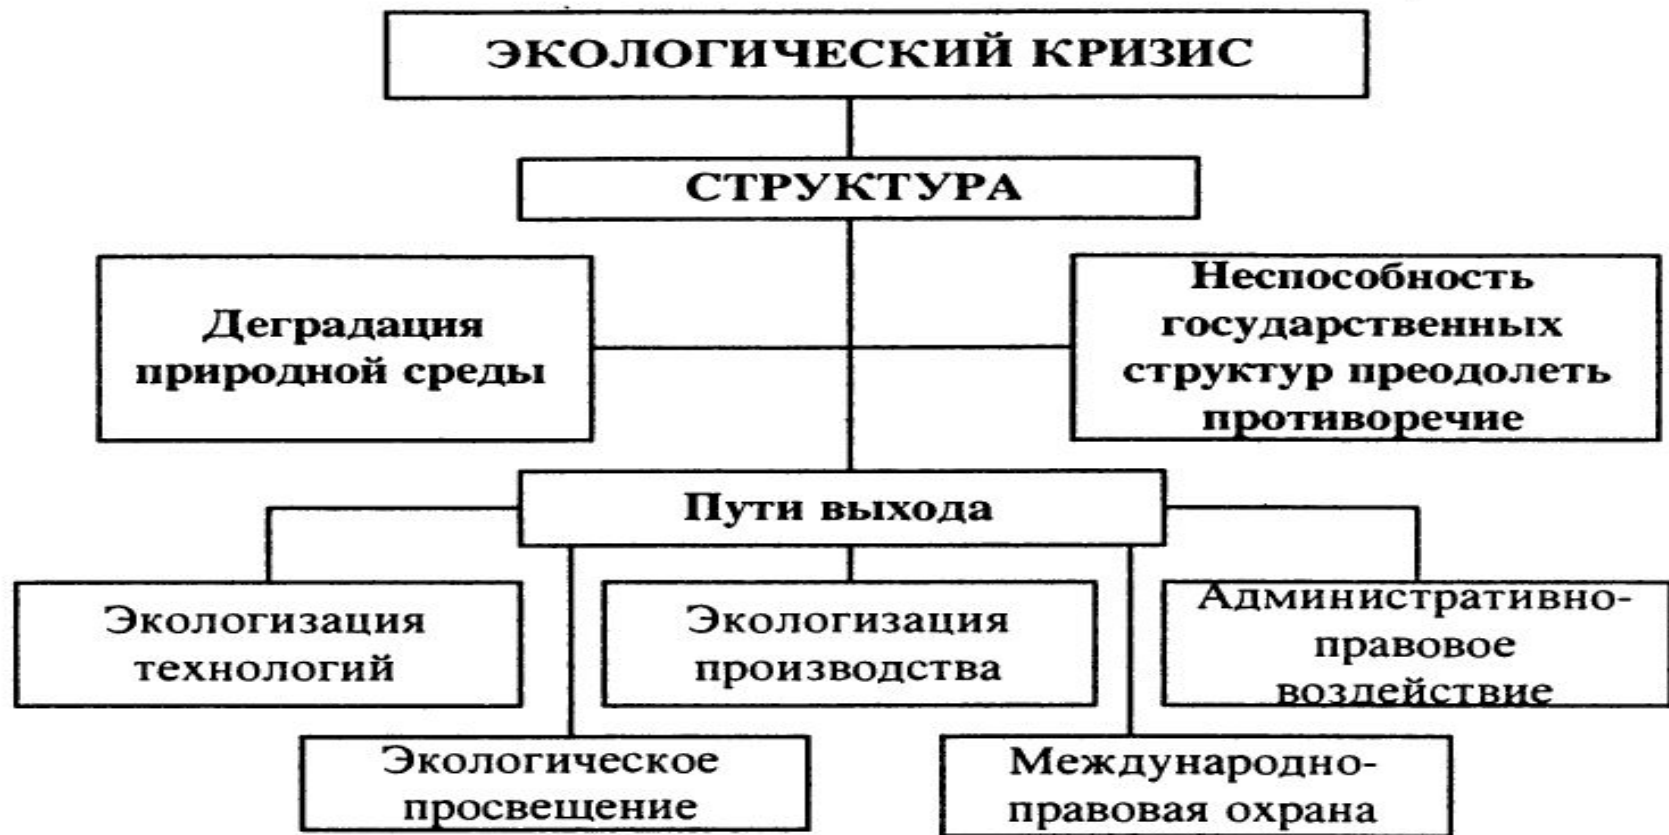 ЭКОЛОГИЧЕСКИЙ КРИЗИС
СТРУКТУРА
Деградация
природной среды
Неспособность
государственных
структур преодолеть
противоречие
Пути выхода
Экологизация
технологий
Экологизация
производства
Административно-
правовое
воздействие
Экологическое
просвещение
Международно-
правовая охрана